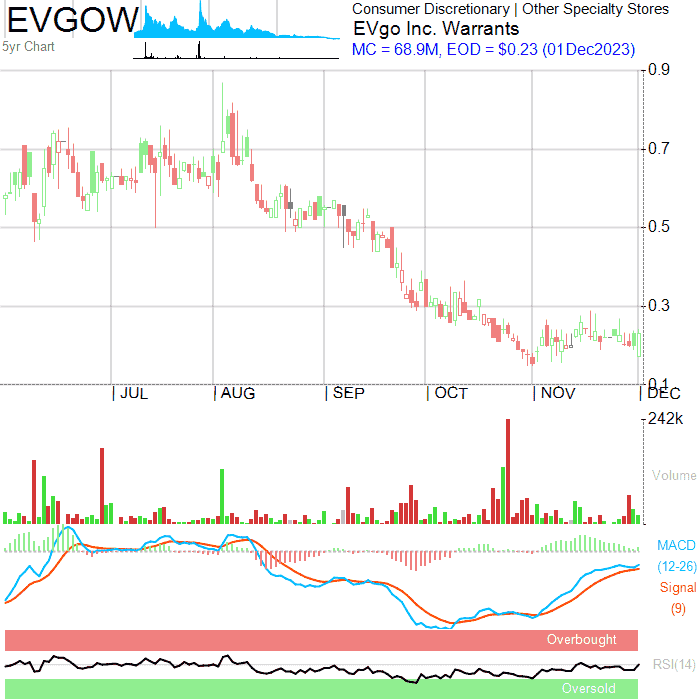 EVGOW
5yr Chart
Consumer Discretionary | Other Specialty Stores
EVgo Inc. Warrants
MC = 68.9M, EOD = $0.23 (01Dec2023)
0.9
0.7
0.5
0.3
0.1
JUL
AUG
SEP
OCT
NOV
DEC
242k
Volume
MACD
(12-26)
Signal
(9)
Overbought
RSI(14)
Oversold